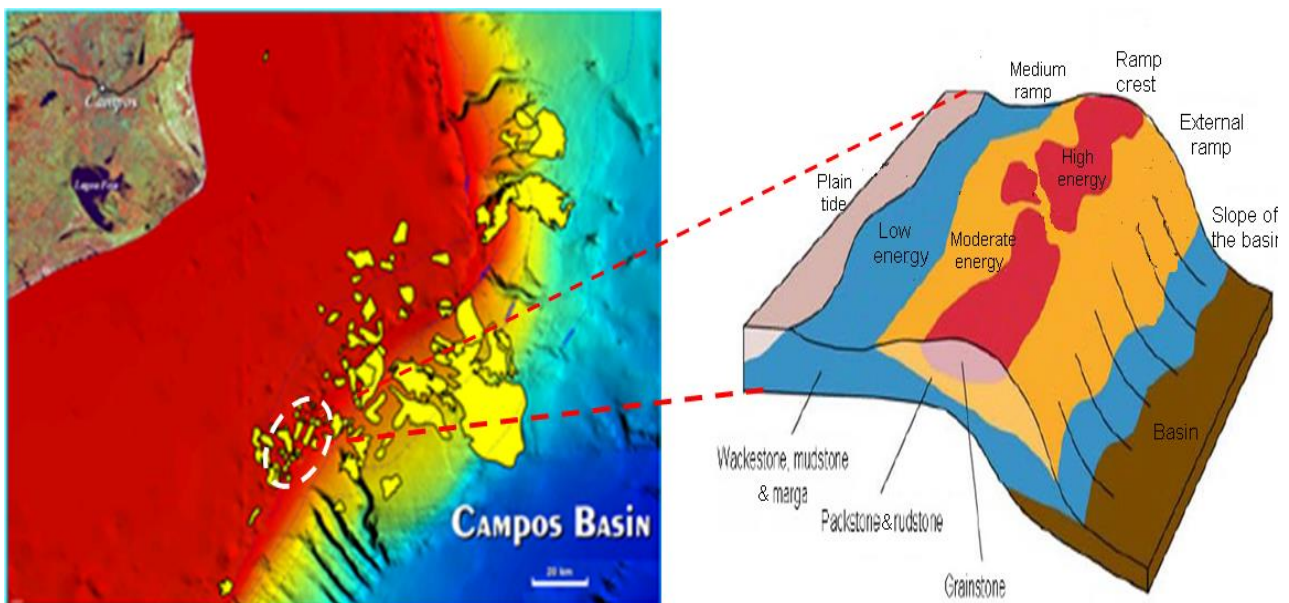 Campos
Lagoa Feia
CAMPOS BASIN
20 km
Medium
ramp
Ramp
crest
External
ramp
High
energy
Plain
tide
Slope of
the basin
Low
energy
Moderate
energy
Basin
Wackestone, mudstone
& marga
Packstone & rudstone
Grainstone